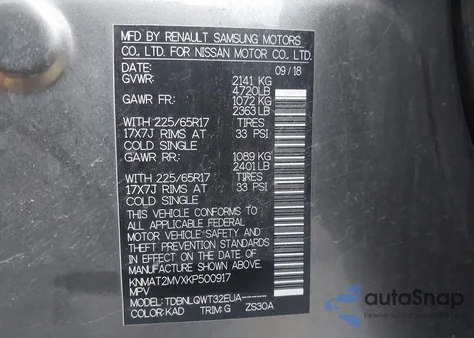 MFD BY RENAULT SAMSUNG MOTORS
CO., LTD. FOR NISSAN MOTOR CO., LTD.
DATE: 09/18
GVWR: 2141 KG
4720LB
GAWR FR: 1072 KG
2363LB
WITH 225/65R17 TIRES
17X7J RIMS AT 33 PSI
COLD SINGLE
GAWR RR: 1089 KG
2401LB
WITH 225/65R17 TIRES
17X7J RIMS AT 33 PSI
COLD SINGLE
THIS VEHICLE CONFORMS TO
ALL APPLICABLE FEDERAL
MOTOR VEHICLE SAFETY AND
THEFT PREVENTION STANDARDS
IN EFFECT ON THE DATE OF
MANUFACTURE SHOWN ABOVE.
KNMAT2MVXKP500917
MPV
MODEL: TDBNLQWT32EUA-----
COLOR:KAD TRIM:G ZS30A
autoSnap